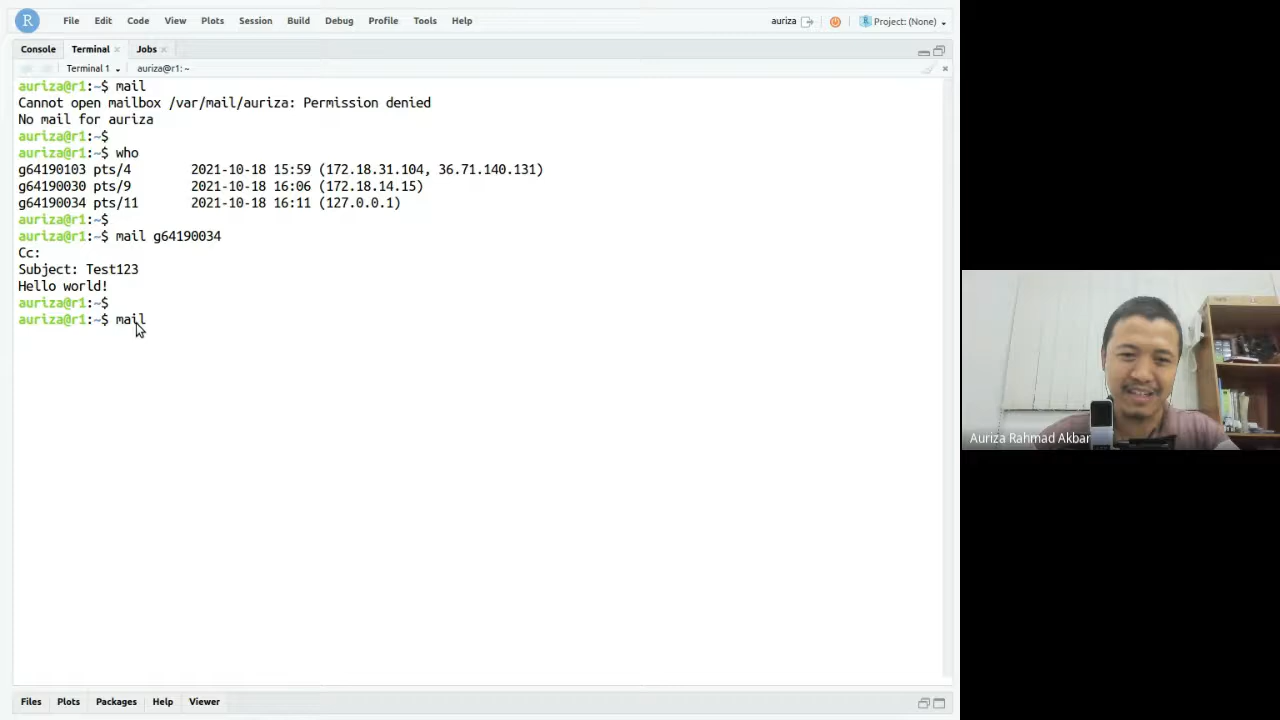 R File Edit Code View Plots Session Build Debug Profile Tools Help auriza Project: (None)
Console Terminal Jobs
Terminal 1 auriza@r1: ~
auriza@r1:~$ mail
Cannot open mailbox /var/mail/auriza: Permission denied
No mail for auriza
auriza@r1:~$
auriza@r1:~$ who
g64190103 pts/4 2021-10-18 15:59 (172.18.31.104, 36.71.140.131)
g64190030 pts/9 2021-10-18 16:06 (172.18.14.15)
g64190034 pts/11 2021-10-18 16:11 (127.0.0.1)
auriza@r1:~$
auriza@r1:~$ mail g64190034
Cc:
Subject: Test123
Hello world!
auriza@r1:~$
auriza@r1:~$ mail
Auriza Rahmad Akbar
Files Plots Packages Help Viewer